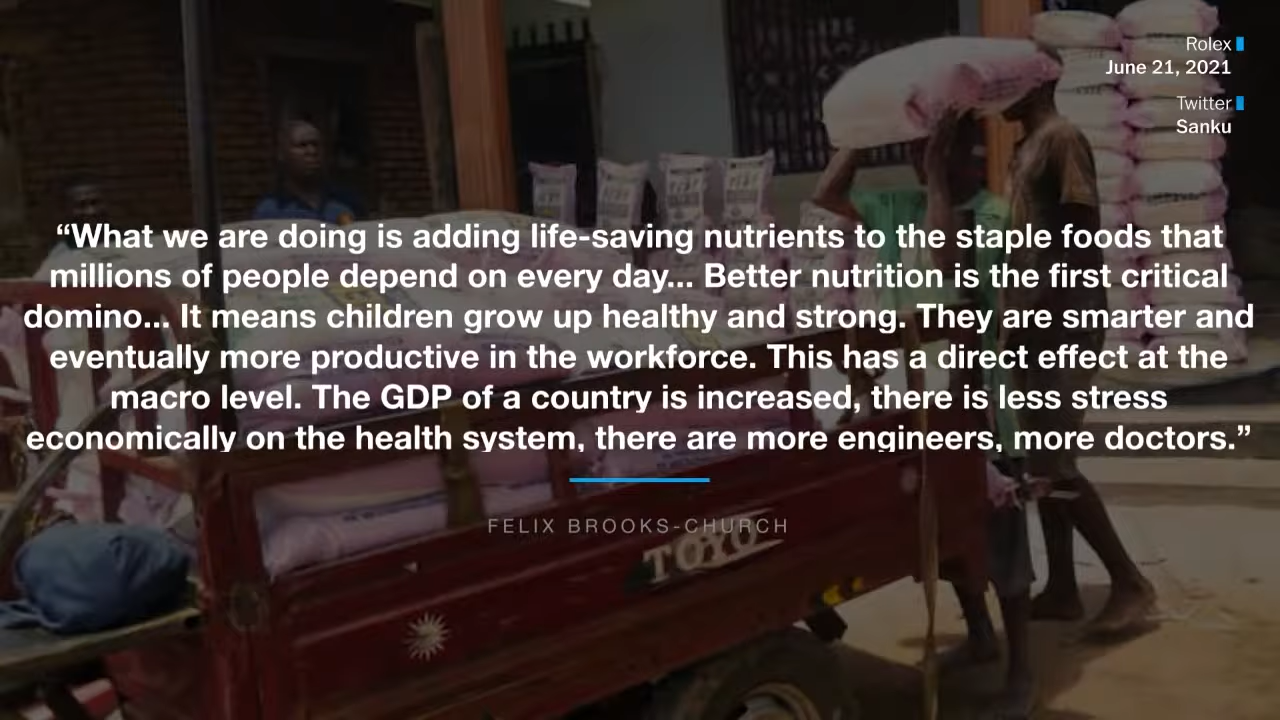 Rolex
June 21, 2021
Twitter
Sanku
“What we are doing is adding life-saving nutrients to the staple foods that
millions of people depend on every day... Better nutrition is the first critical
domino... It means children grow up healthy and strong. They are smarter and
eventually more productive in the workforce. This has a direct effect at the
macro level. The GDP of a country is increased, there is less stress
economically on the health system, there are more engineers, more doctors.”
FELIX BROOKS-CHURCH
TOYO